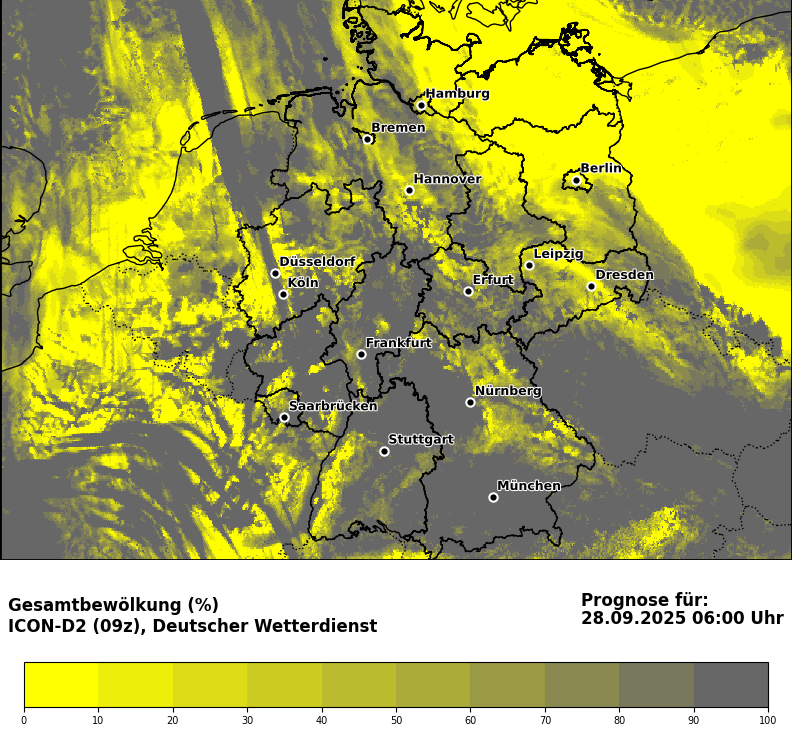 Hamburg
Bremen
Berlin
Hannover
Leipzig
Düsseldorf
Dresden
Erfurt
Köln
Frankfurt
Nürnberg
Saarbrücken
Stuttgart
München
Gesamtbewölkung (%)
ICON-D2 (09z), Deutscher Wetterdienst
Prognose für:
28.09.2025 06:00 Uhr
0 10 20 30 40 50 60 70 80 90 100